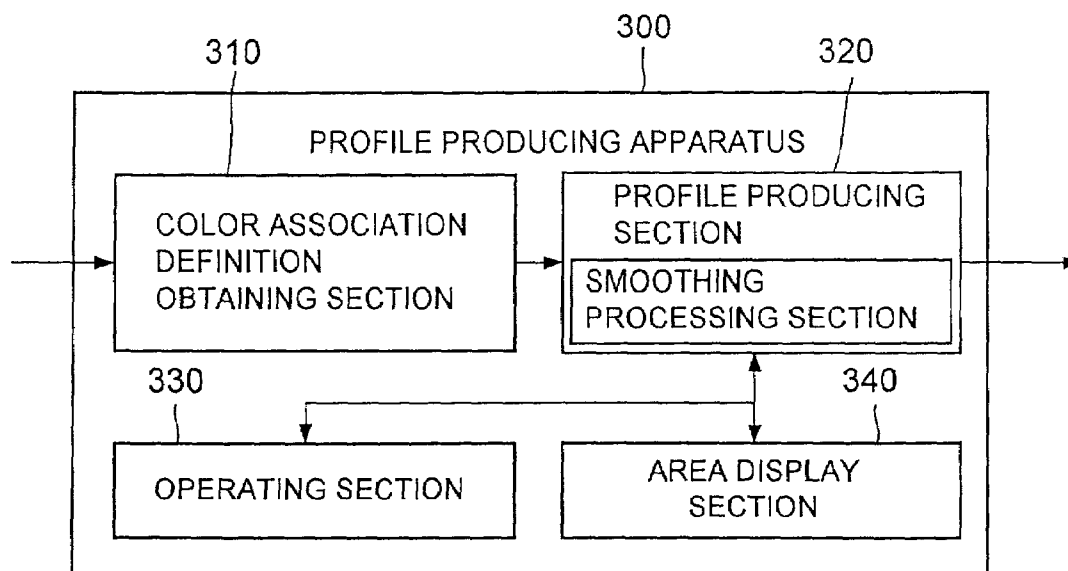 300
310
320
PROFILE PRODUCING APPARATUS
COLOR ASSOCIATION
DEFINITION
OBTAINING SECTION
PROFILE PRODUCING
SECTION
SMOOTHING
PROCESSING SECTION
330
340
OPERATING SECTION
AREA DISPLAY
SECTION